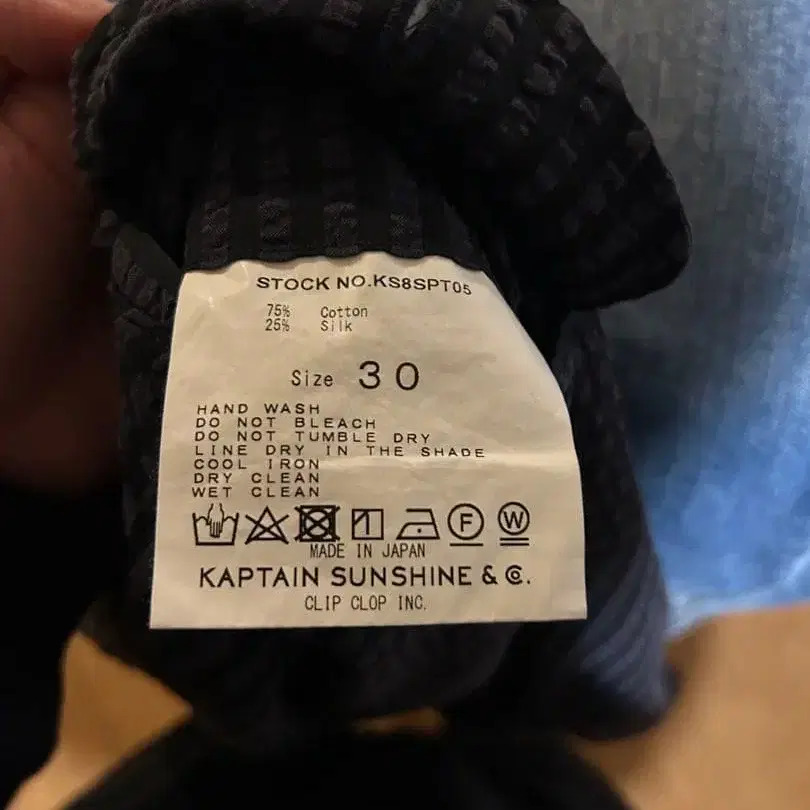 STOCK NO.KS8SPT05
75% Cotton
25% Silk
Size 30
HAND WASH
DO NOT BLEACH
DO NOT TUMBLE DRY
LINE DRY IN THE SHADE
COOL IRON
DRY CLEAN
WET CLEAN
F W
MADE IN JAPAN
KAPTAIN SUNSHINE & Co.
CLIP CLOP INC.